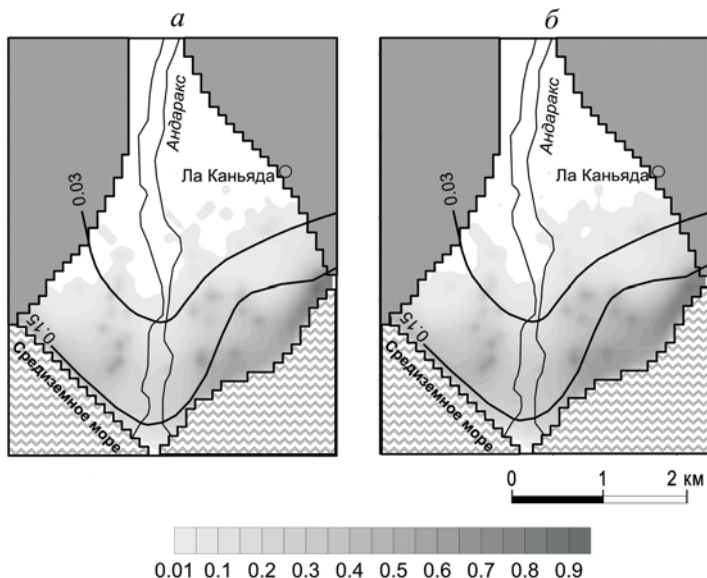 а
б
Андаракс
Ла Каньяда
0.03
0.15
Средиземное море
Андаракс
Ла Каньяда
0.03
0.15
Средиземное море
0 1 2 км
0.01 0.1 0.2 0.3 0.4 0.5 0.6 0.7 0.8 0.9